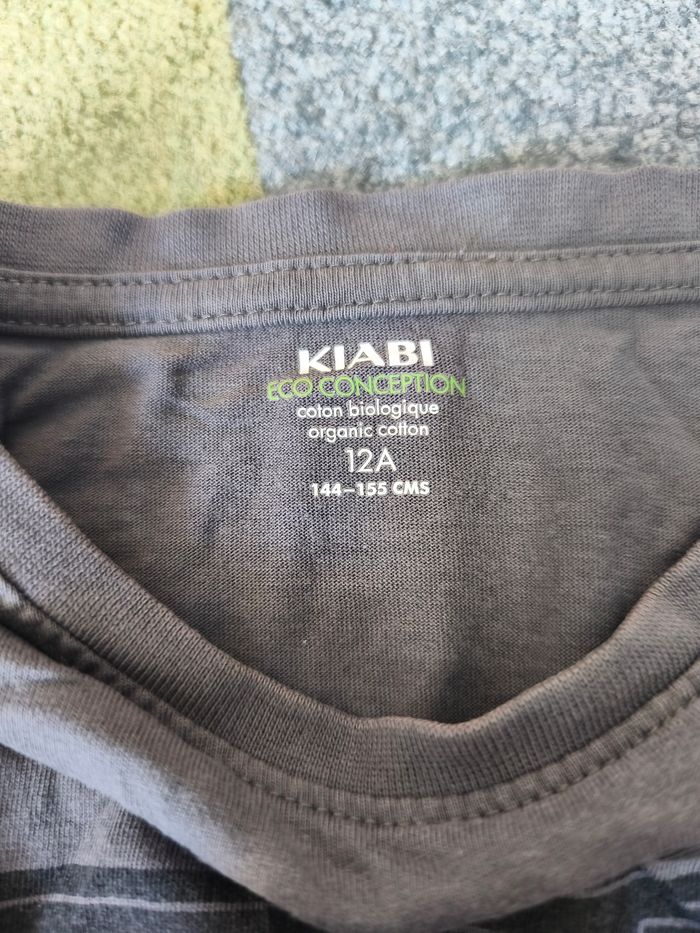 KIABI
ECO-CONCEPTION
coton biologique
organic cotton
12A
144-155 CMS